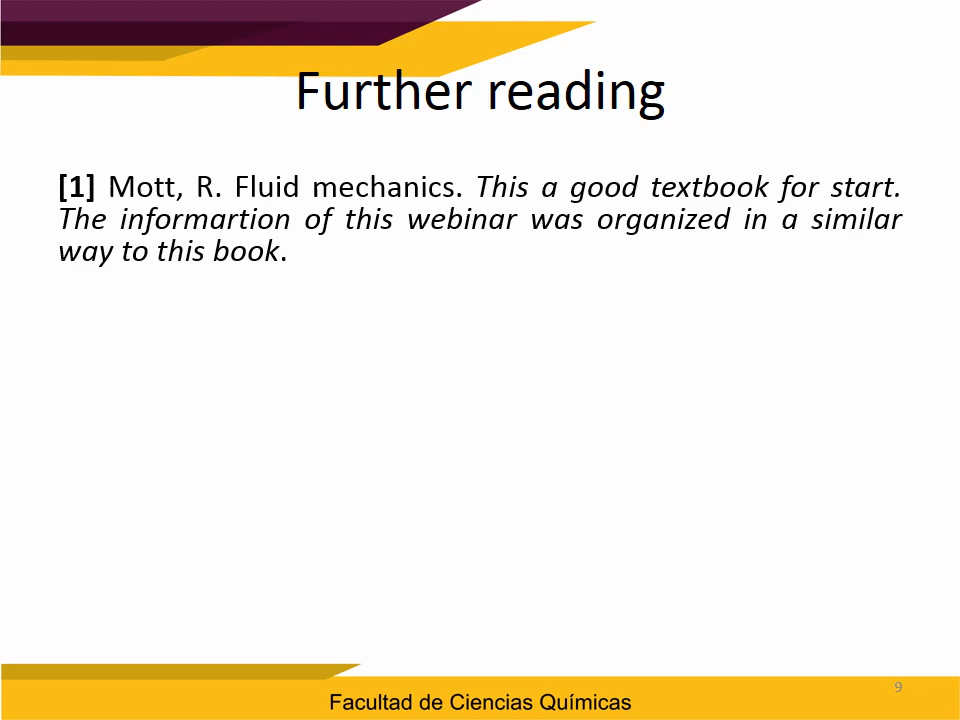 Further reading
[1] Mott, R. Fluid mechanics. This a good textbook for start.
The informartion of this webinar was organized in a similar
way to this book.
9
Facultad de Ciencias Químicas